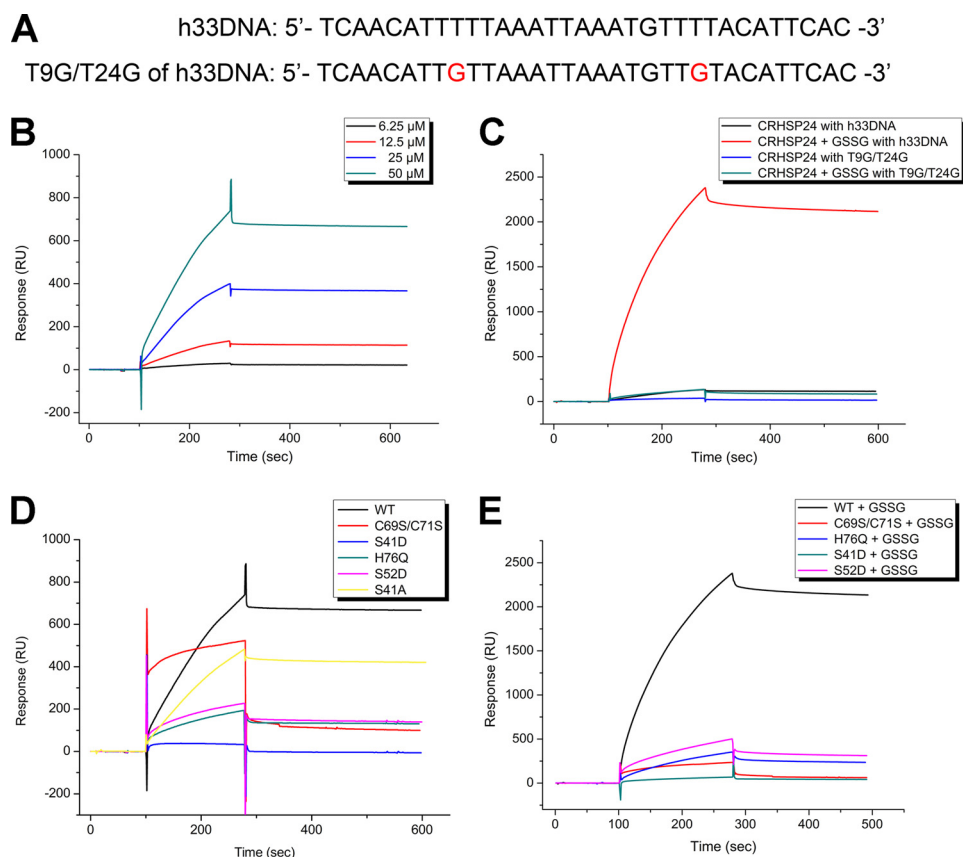 A
h33DNA: 5'- TCAACATTTTTAAATTAAATGTTTTACATTCAC -3'
T9G/T24G of h33DNA: 5'- TCAACATTGTTAAATTAAATGTTGTACATTCAC -3'
B
6.25 µM
12.5 µM
25 µM
50 µM
1000
800
600
400
200
0
-200
Response (RU)
0
200
400
600
Time (sec)
C
CRHSP24 with h33DNA
CRHSP24 + GSSG with h33DNA
CRHSP24 with T9G/T24G
CRHSP24 + GSSG with T9G/T24G
2500
2000
1500
1000
500
0
Response (RU)
0
200
400
600
Time (sec)
D
WT
C69S/C71S
S41D
H76Q
S52D
S41A
1000
800
600
400
200
0
-200
Response (RU)
0
200
400
600
Time (sec)
E
WT + GSSG
C69S/C71S + GSSG
H76Q + GSSG
S41D + GSSG
S52D + GSSG
2500
2000
1500
1000
500
0
Response (RU)
0
100
200
300
400
500
Time (sec)